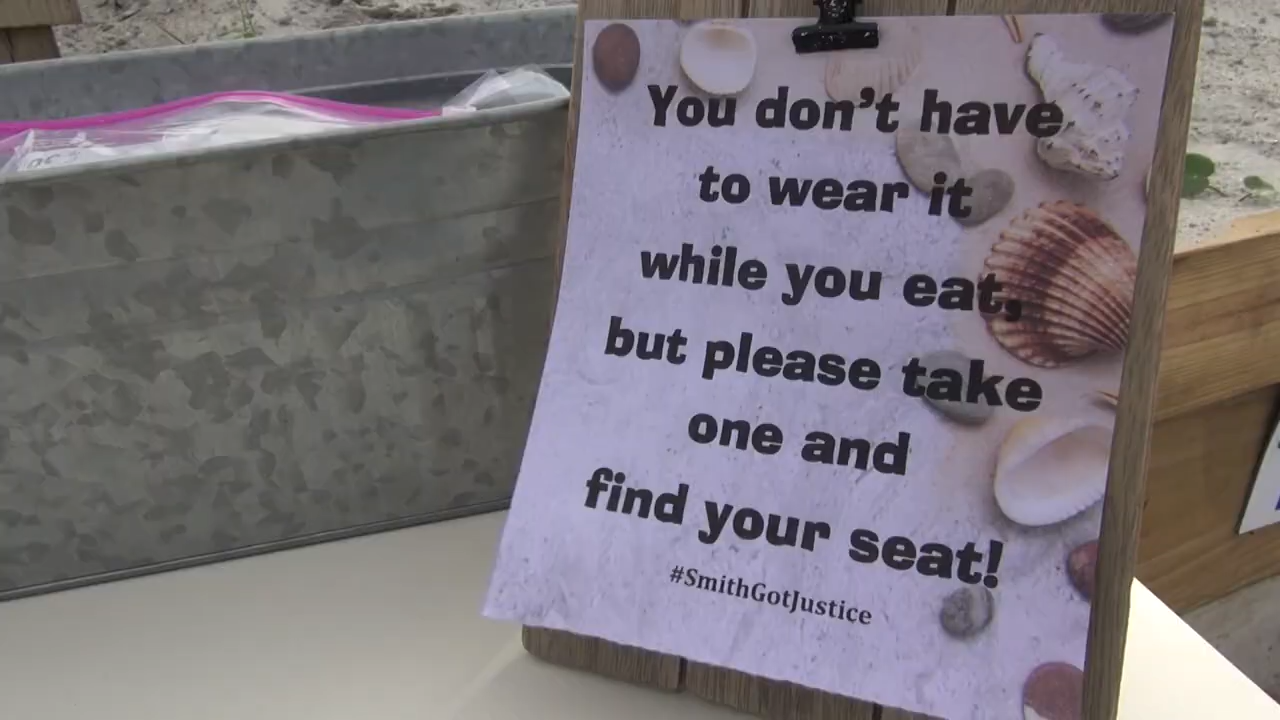 You don't have
to wear it
while you eat,
but please take
one and
find your seat!
#SmithGotJustice